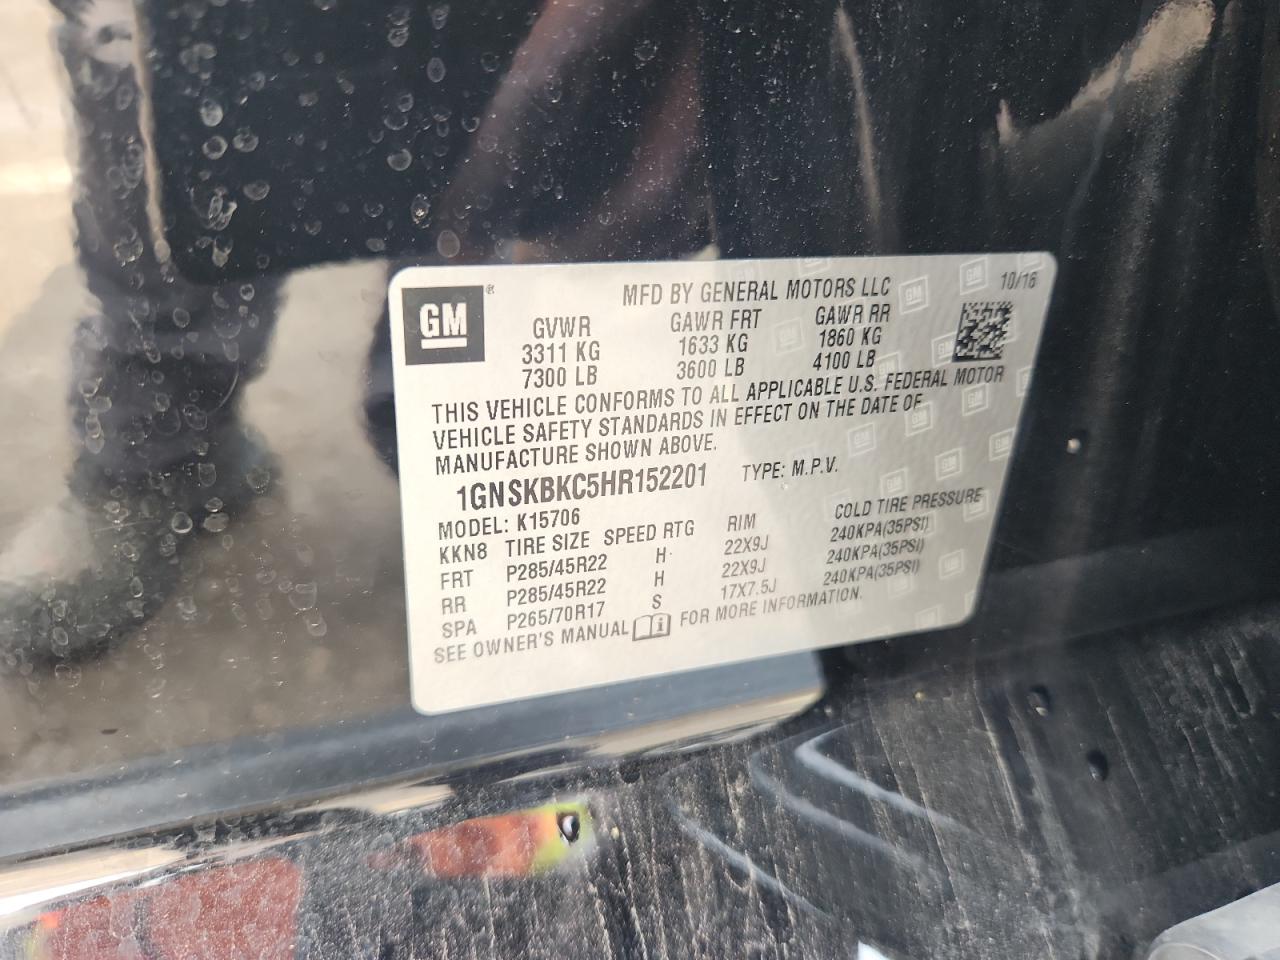 GM ®
MFD BY GENERAL MOTORS LLC 10/16
GVWR GAWR FRT GAWR RR
3311 KG 1633 KG 1860 KG
7300 LB 3600 LB 4100 LB
THIS VEHICLE CONFORMS TO ALL APPLICABLE U.S. FEDERAL MOTOR
VEHICLE SAFETY STANDARDS IN EFFECT ON THE DATE OF
MANUFACTURE SHOWN ABOVE.
1GNSKBKC5HR152201 TYPE: M.P.V.
MODEL: K15706
KKN8 TIRE SIZE SPEED RTG RIM COLD TIRE PRESSURE
FRT P285/45R22 H 22X9J 240KPA(35PSI)
RR P285/45R22 H 22X9J 240KPA(35PSI)
SPA P265/70R17 S 17X7.5J 240KPA(35PSI)
SEE OWNER'S MANUAL FOR MORE INFORMATION.